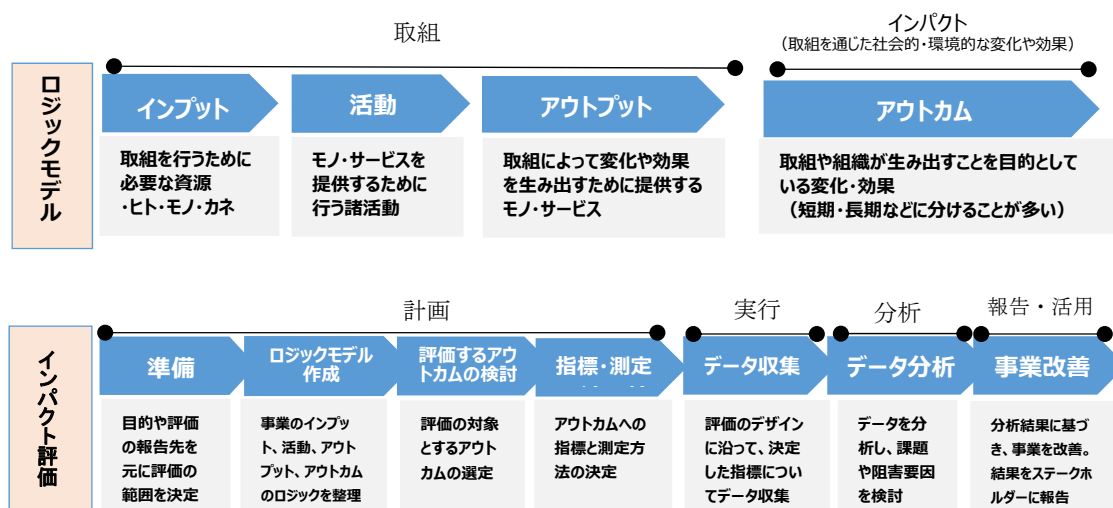 取組
インパクト
（取組を通じた社会的・環境的な変化や効果）
ロジックモデル
インプット
活動
アウトプット
アウトカム
取組を行うために
必要な資源
・ヒト・モノ・カネ
モノ・サービスを
提供するために
行う諸活動
取組によって変化や効果
を生み出すために提供する
モノ・サービス
取組や組織が生み出すことを目的として
いる変化・効果
（短期・長期などに分けることが多い）
計画
実行
分析
報告・活用
インパクト評価
準備
ロジックモデル
作成
評価するアウ
トカムの検討
指標・測定
データ収集
データ分析
事業改善
目的や評価
の報告先を
元に評価の
範囲を決定
事業のインプッ
ト、活動、アウト
プット、アウトカム
のロジックを整理
評価の対象
とするアウト
カムの選定
アウトカムへの
指標と測定方
法の決定
評価のデザイン
に沿って、決定
した指標につい
てデータ収集
データを分
析し、課題
や阻害要因
を検討
分析結果に基づ
き、事業を改善。
結果をステークホ
ルダーに報告